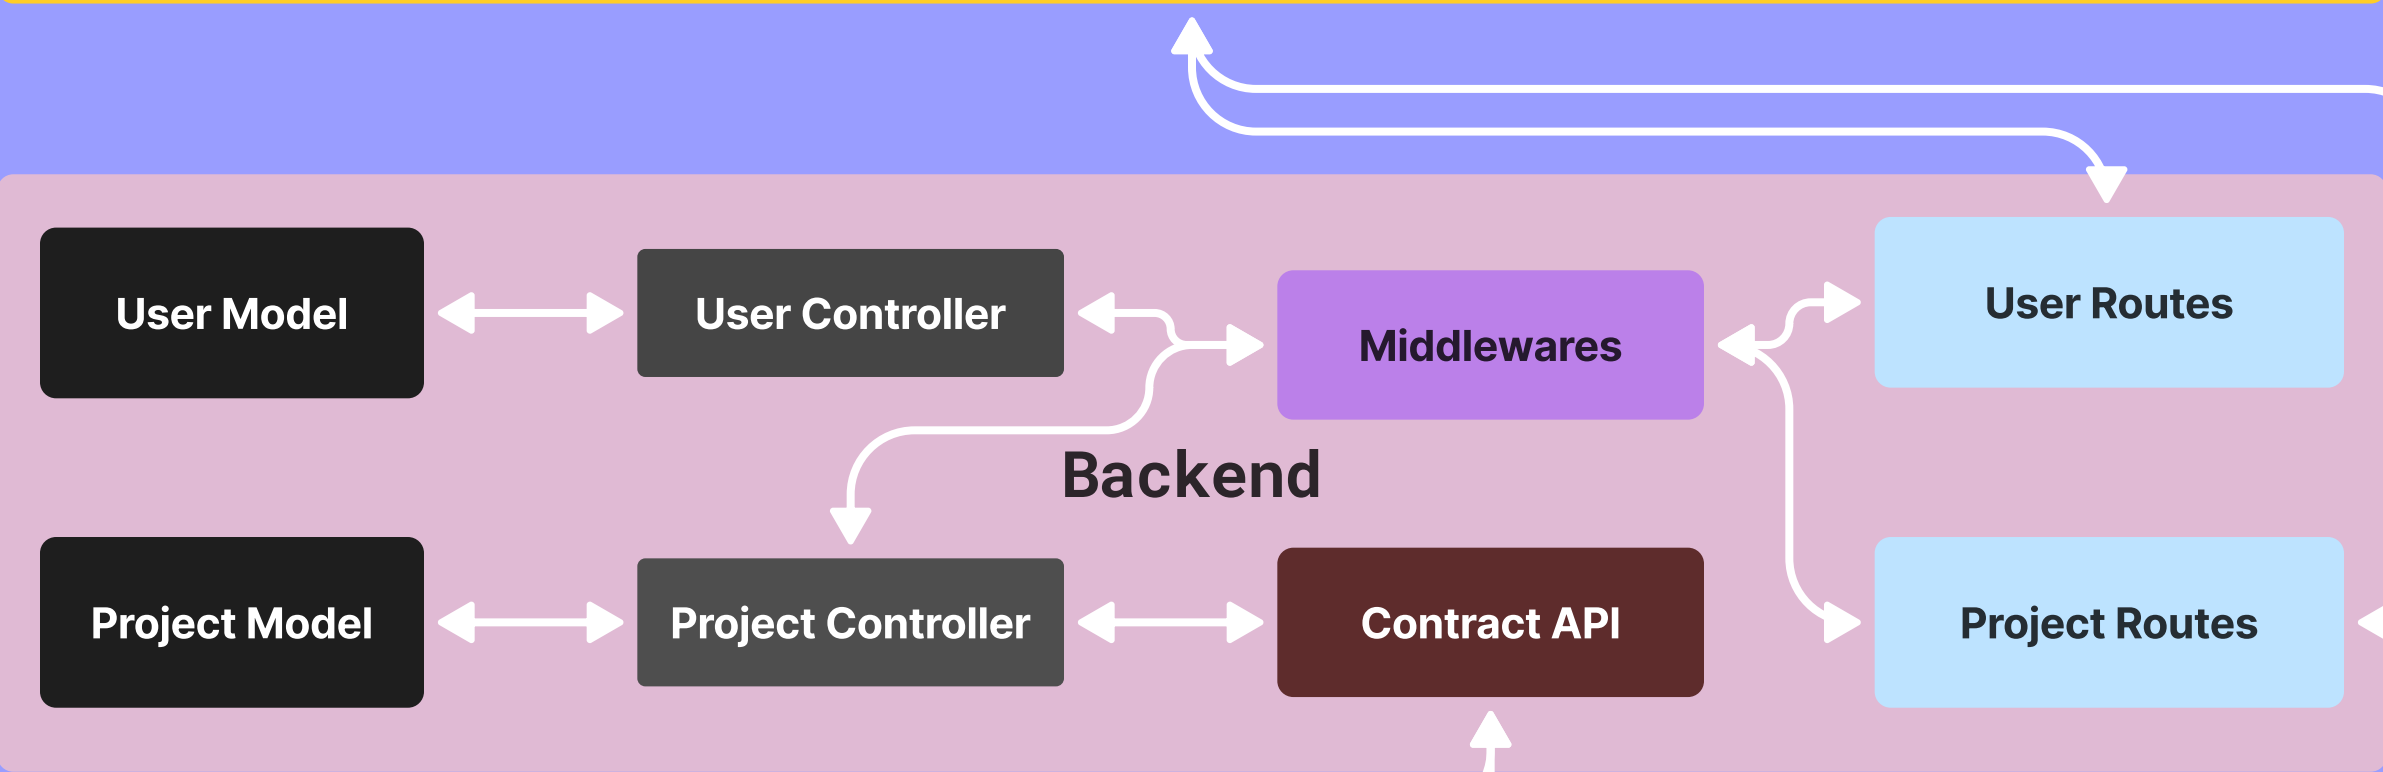 User Model
User Controller
Middlewares
User Routes
Backend
Project Model
Project Controller
Contract API
Project Routes